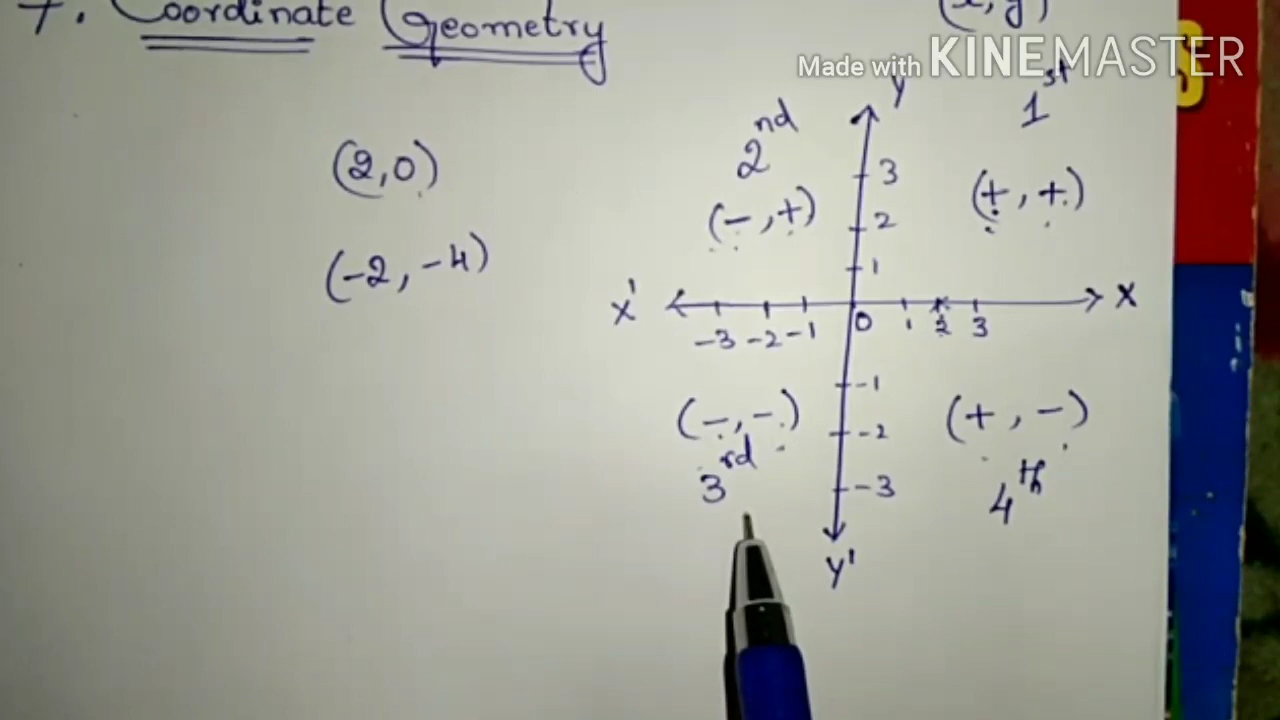 7. Coordinate Geometry
(x, y)
Made with KINEMASTER
(2,0)
(-2, -4)
Y
1st
2nd
(+, +)
(-, +)
3
2
1
X'
X
-3 -2 -1 0 1 2 3
-1
-2
-3
(-, -)
3rd
(+, -)
4th
Y'
S